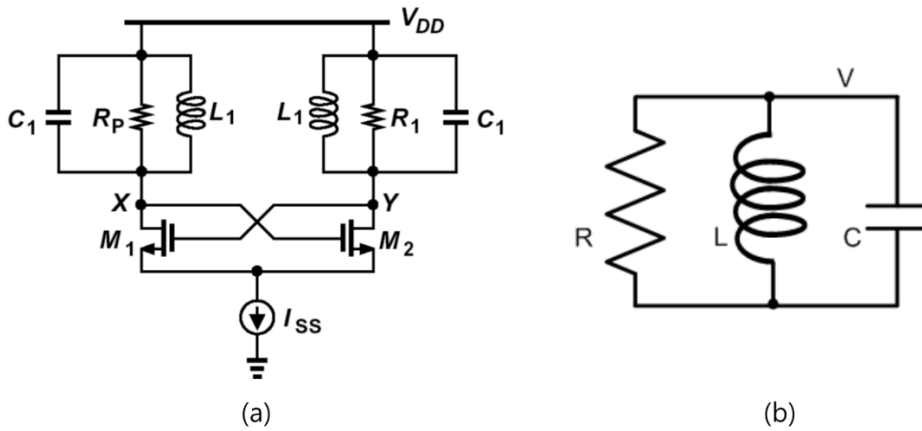 V_DD
C_1 R_P L_1 L_1 R_1 C_1
X Y
M_1 M_2
I_SS
(a)
V
R L C
(b)